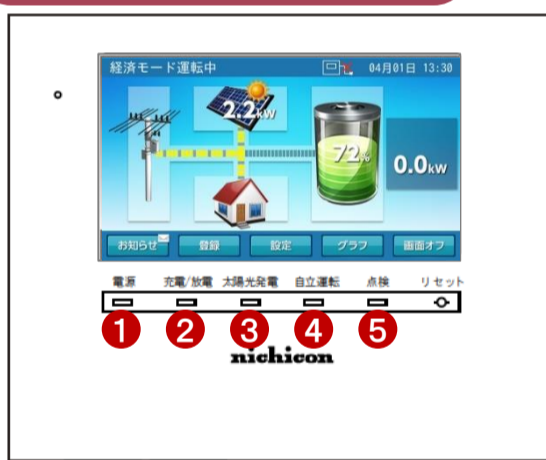 経済モード運転中 04月01日 13:30
2.2kW
72%
0.0kW
お知らせ 登録 設定 グラフ 画面オフ
電源 充電/放電 太陽光発電 自立運転 点検 リセット
1 2 3 4 5
nichicon